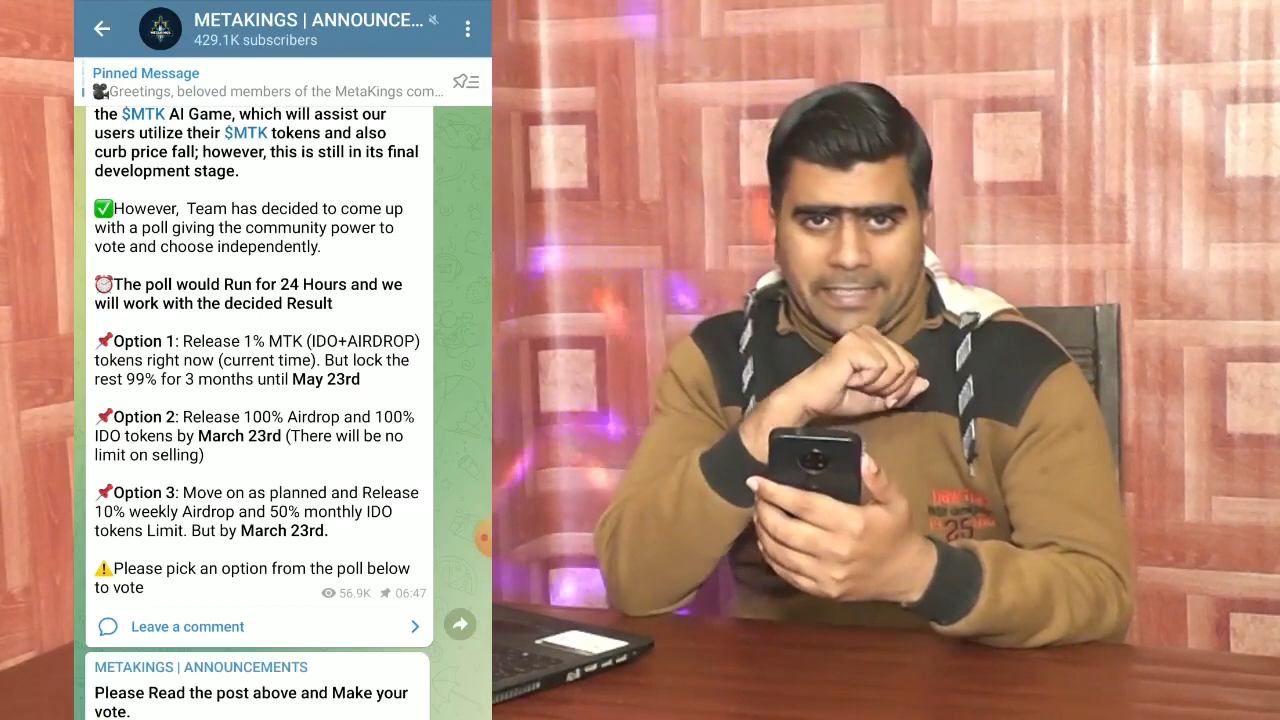 METAKINGS | ANNOUNCE...
429.1K subscribers
Pinned Message
🎥Greetings, beloved members of the MetaKings com...
the $MTK AI Game, which will assist our
users utilize their $MTK tokens and also
curb price fall; however, this is still in its final
development stage.
✅However,  Team has decided to come up
with a poll giving the community power to
vote and choose independently.
⏰The poll would Run for 24 Hours and we
will work with the decided Result
📌Option 1: Release 1% MTK (IDO+AIRDROP)
tokens right now (current time). But lock the
rest 99% for 3 months until May 23rd
📌Option 2: Release 100% Airdrop and 100%
IDO tokens by March 23rd (There will be no
limit on selling)
📌Option 3: Move on as planned and Release
10% weekly Airdrop and 50% monthly IDO
tokens Limit. But by March 23rd.
⚠️Please pick an option from the poll below
to vote
56.9K 06:47
Leave a comment
METAKINGS | ANNOUNCEMENTS
Please Read the post above and Make your
vote.
25